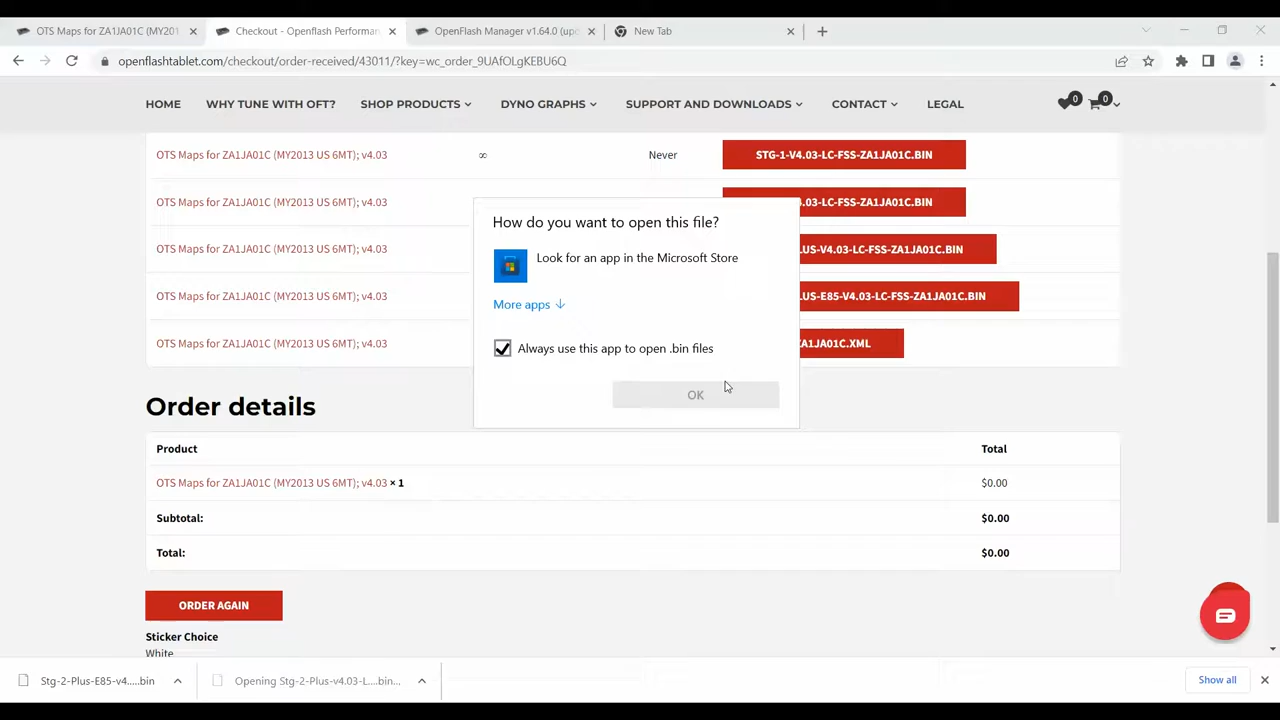 OTS Maps for ZA1JA01C (MY201
Checkout - Openflash Performan
OpenFlash Manager v1.64.0 (up
New Tab
openflashtablet.com/checkout/order-received/43011/?key=wc_order_9UAfOLgKEBU6Q
HOME WHY TUNE WITH OFT? SHOP PRODUCTS DYNO GRAPHS SUPPORT AND DOWNLOADS CONTACT LEGAL 0 0
OTS Maps for ZA1JA01C (MY2013 US 6MT); v4.03 ∞ Never STG-1-V4.03-LC-FSS-ZA1JA01C.BIN
OTS Maps for ZA1JA01C (MY2013 US 6MT); v4.03 4.03-LC-FSS-ZA1JA01C.BIN
OTS Maps for ZA1JA01C (MY2013 US 6MT); v4.03 LUS-V4.03-LC-FSS-ZA1JA01C.BIN
OTS Maps for ZA1JA01C (MY2013 US 6MT); v4.03 LUS-E85-V4.03-LC-FSS-ZA1JA01C.BIN
OTS Maps for ZA1JA01C (MY2013 US 6MT); v4.03 ZA1JA01C.XML
How do you want to open this file?
Look for an app in the Microsoft Store
More apps ↓
Always use this app to open .bin files
OK
Order details
Product Total
OTS Maps for ZA1JA01C (MY2013 US 6MT); v4.03 × 1 $0.00
Subtotal: $0.00
Total: $0.00
ORDER AGAIN
Sticker Choice
White
Stg-2-Plus-E85-v4.....bin
Opening Stg-2-Plus-v4.03-L....bin...
Show all